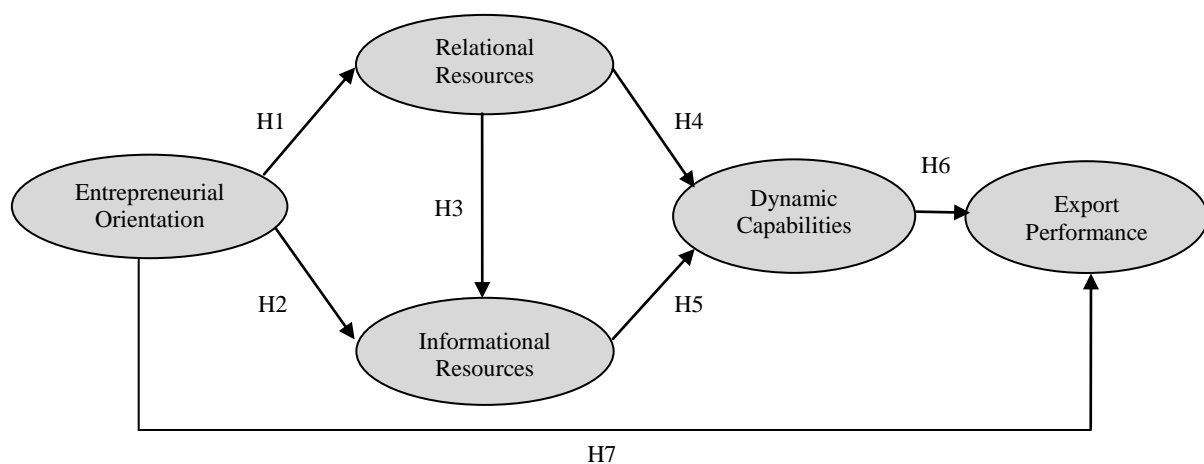 Relational
Resources
H1
H4
Entrepreneurial
Orientation
H3
Dynamic
Capabilities
H6
Export
Performance
H2
Informational
Resources
H5
H7